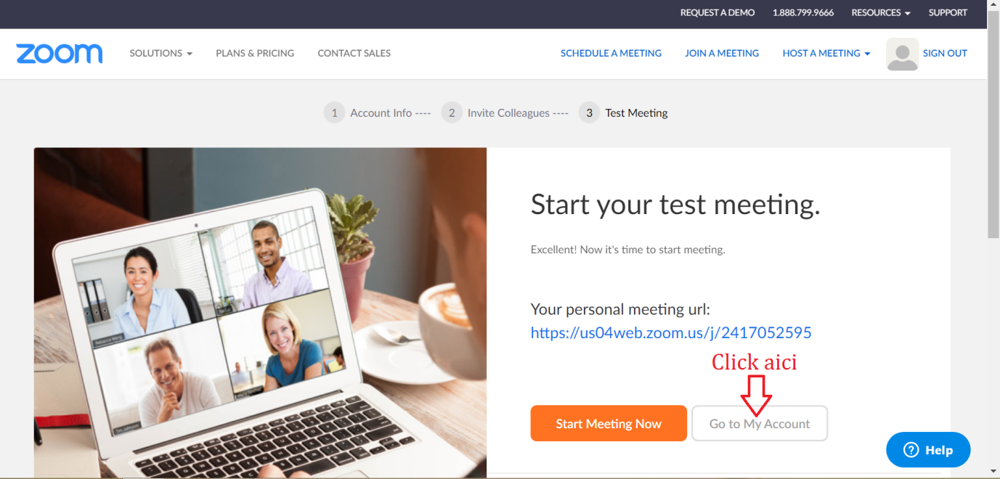 REQUEST A DEMO 1.888.799.9666 RESOURCES SUPPORT
zoom SOLUTIONS PLANS & PRICING CONTACT SALES SCHEDULE A MEETING JOIN A MEETING HOST A MEETING SIGN OUT
1 Account Info ---- 2 Invite Colleagues ---- 3 Test Meeting
Start your test meeting.
Excellent! Now it's time to start meeting.
Your personal meeting url:
https://us04web.zoom.us/j/2417052595
Click aici
Start Meeting Now Go to My Account
Help